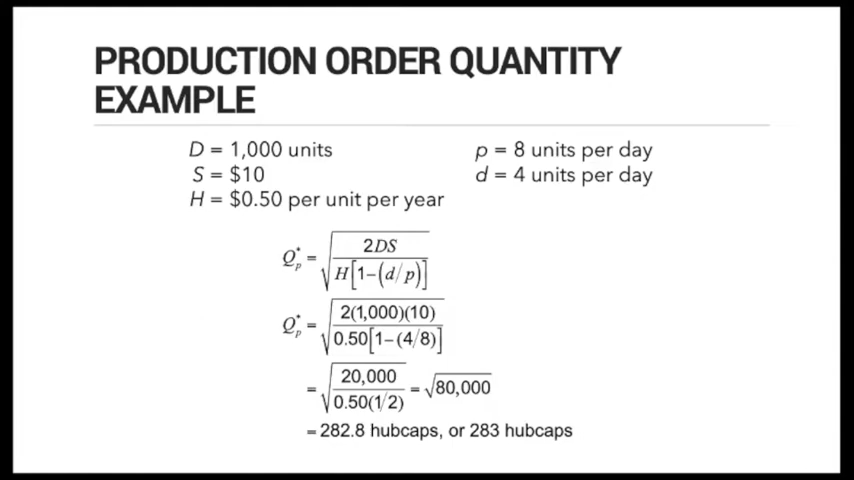 PRODUCTION ORDER QUANTITY
EXAMPLE
D = 1,000 units
S = $10
H = $0.50 per unit per year
p = 8 units per day
d = 4 units per day
Q*p = √(2DS / H[1−(d/p)])
Q*p = √(2(1,000)(10) / 0.50[1−(4/8)])
= √(20,000 / 0.50(1/2)) = √80,000
= 282.8 hubcaps, or 283 hubcaps